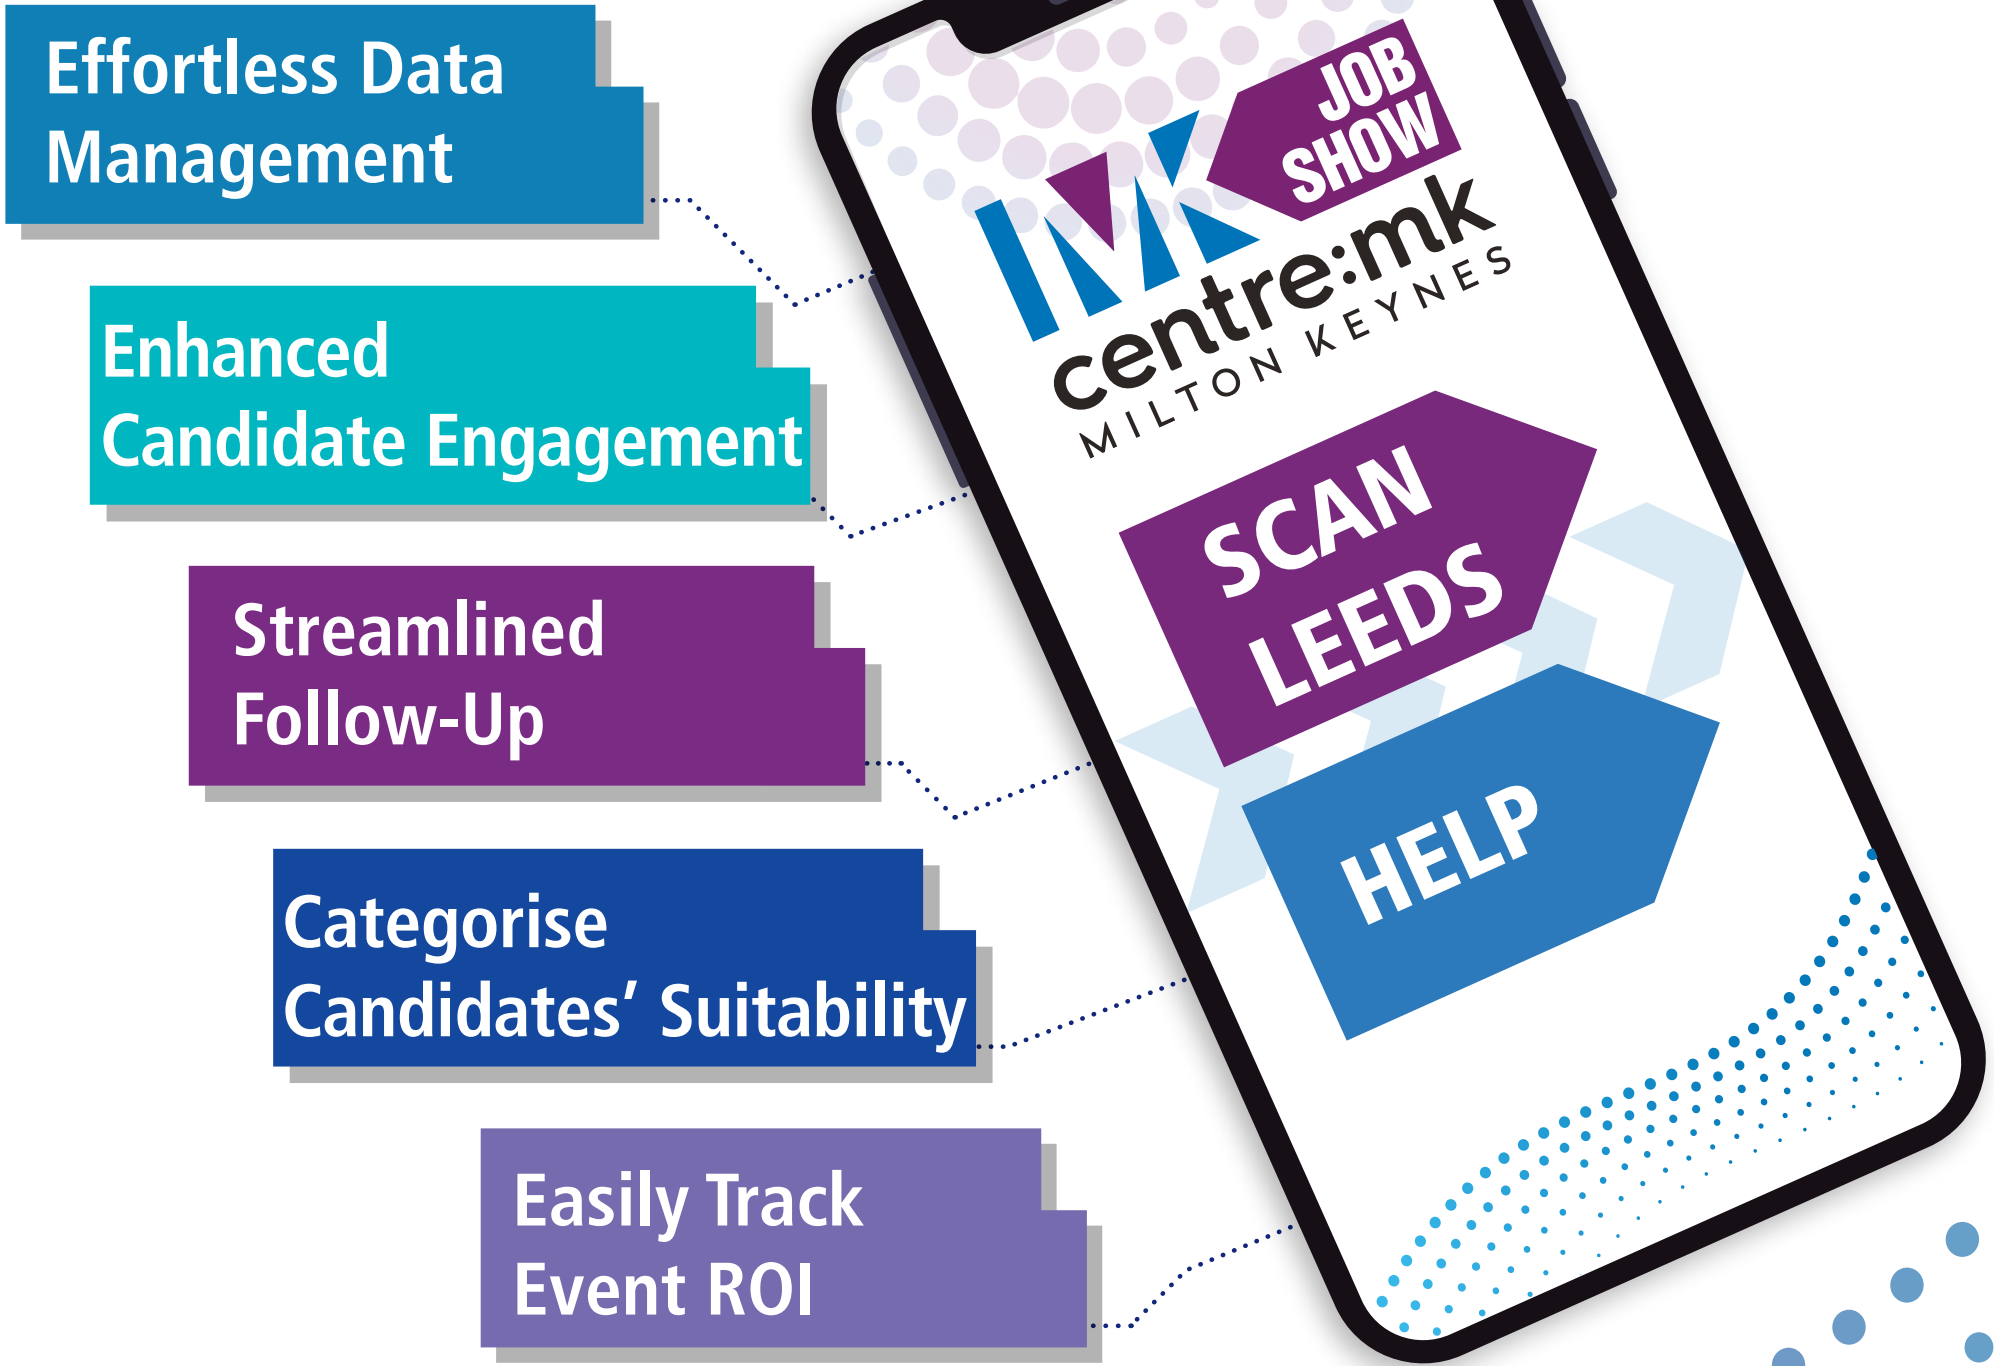 Effortless Data
Management
Enhanced
Candidate Engagement
Streamlined
Follow-Up
Categorise
Candidates’ Suitability
Easily Track
Event ROI
MK
JOB
SHOW
centre:mk
MILTON KEYNES
SCAN
LEEDS
HELP